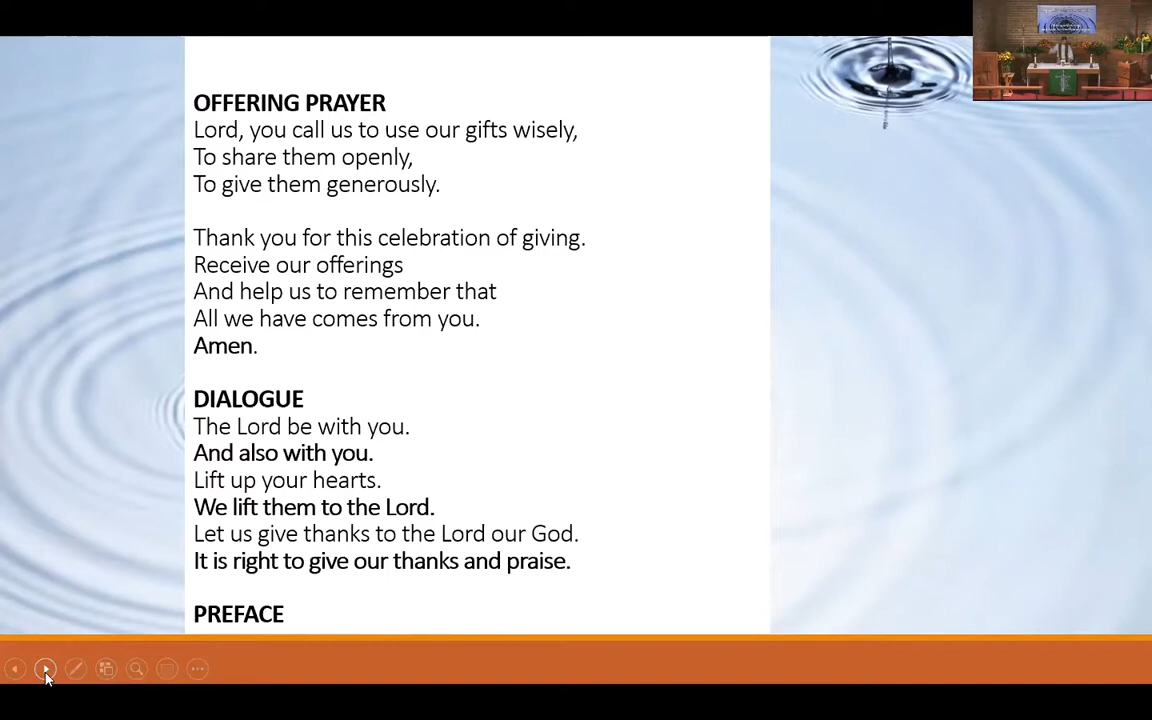 OFFERING PRAYER
Lord, you call us to use our gifts wisely,
To share them openly,
To give them generously.
Thank you for this celebration of giving.
Receive our offerings
And help us to remember that
All we have comes from you.
Amen.
DIALOGUE
The Lord be with you.
And also with you.
Lift up your hearts.
We lift them to the Lord.
Let us give thanks to the Lord our God.
It is right to give our thanks and praise.
PREFACE